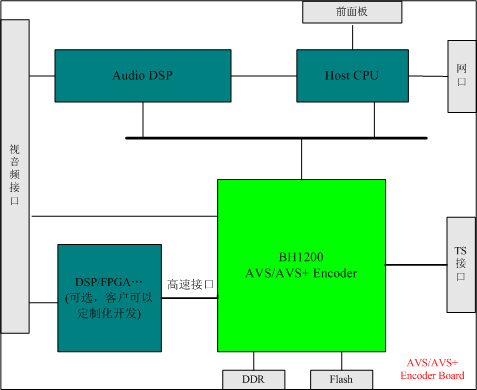 前面板
Audio DSP
Host CPU
网口
视音频接口
BH1200
AVS/AVS+ Encoder
TS
接口
DSP/FPGA…
(可选，客户可以
定制化开发)
高速接口
DDR
Flash
AVS/AVS+
Encoder Board